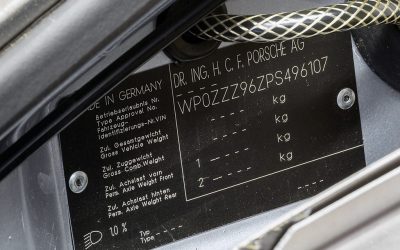 MADE IN GERMANY
DR. ING. H. C. F. PORSCHE AG
Betriebserlaubnis Nr.
Type Approval No.
Fahrzeug-
Identifizierungs-Nr.VIN
WP0ZZZ96ZPS496107
Zul. Gesamtgewicht
Gross Vehicle Weight
---- kg
Zul. Zuggewicht
Gross Comb. Weight
---- kg
Zul. Achslast vorn
Perm. Axle Weight Front
1 ---- kg
Zul. Achslast hinten
Perm. Axle Weight Rear
2 ---- kg
1.0 %
Typ ----
Type